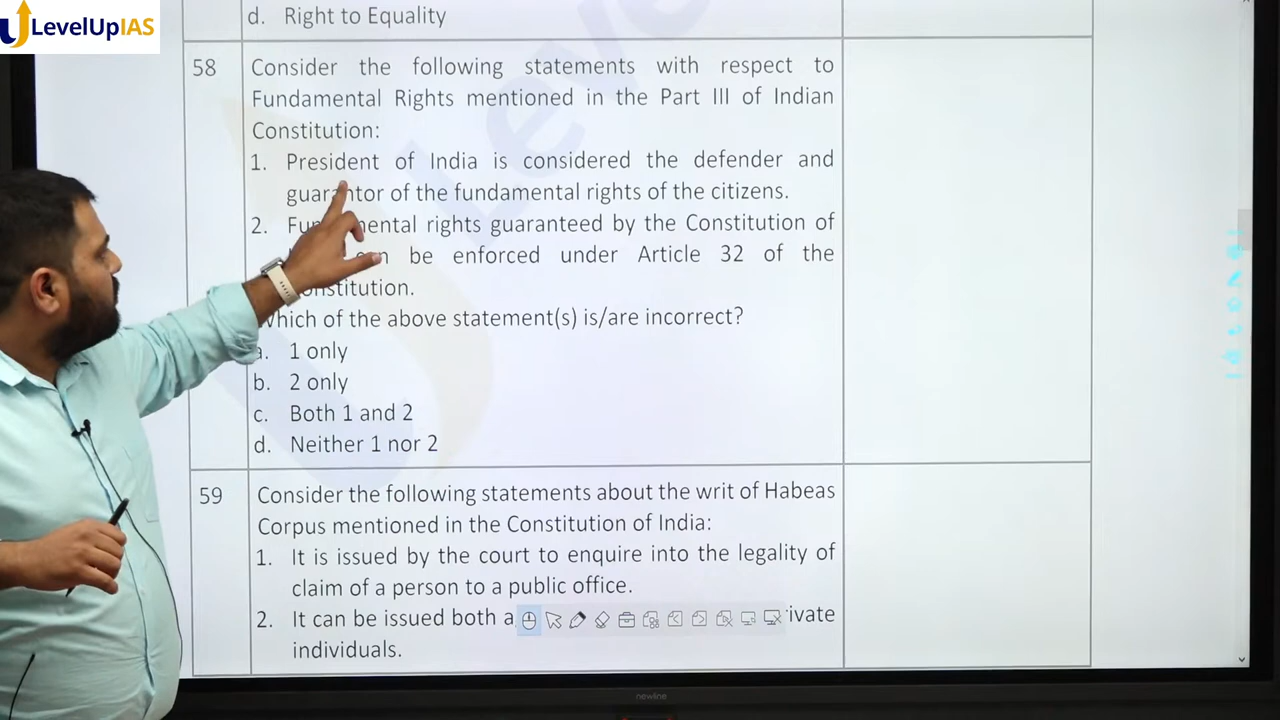 LevelUpIAS
d. Right to Equality
58 Consider the following statements with respect to
Fundamental Rights mentioned in the Part III of Indian
Constitution:
1. President of India is considered the defender and
guarantor of the fundamental rights of the citizens.
2. rights guaranteed by the Constitution of
be enforced under Article 32 of the
Which of the above statement(s) is/are incorrect?
a. 1 only
b. 2 only
c. Both 1 and 2
d. Neither 1 nor 2
59 Consider the following statements about the writ of Habeas
Corpus mentioned in the Constitution of India:
1. It is issued by the court to enquire into the legality of
claim of a person to a public office.
2. It can be issued both
individuals.
newline